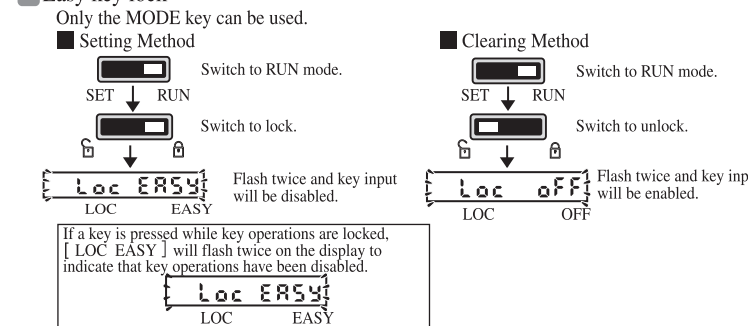 Easy key lock
Only the MODE key can be used.
Setting Method
Switch to RUN mode.
SET RUN
Switch to lock.
Loc EASY
LOC EASY
Flash twice and key input
will be disabled.
If a key is pressed while key operations are locked,
[ LOC EASY ] will flash twice on the display to
indicate that key operations have been disabled.
Loc EASY
LOC EASY
Clearing Method
Switch to RUN mode.
SET RUN
Switch to unlock.
Loc oFF
LOC OFF
Flash twice and key inp
will be enabled.